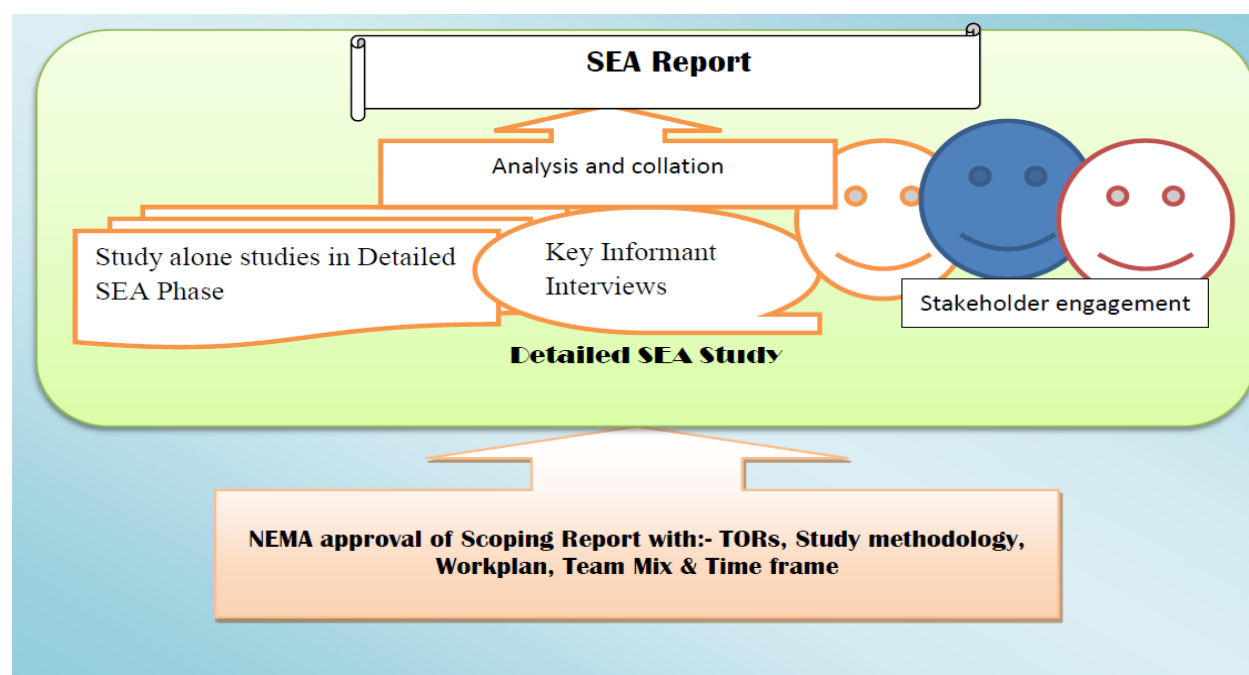 SEA Report
Analysis and collation
Study alone studies in Detailed
SEA Phase
Key Informant
Interviews
Stakeholder engagement
Detailed SEA Study
NEMA approval of Scoping Report with:- TORs, Study methodology,
Workplan, Team Mix & Time frame